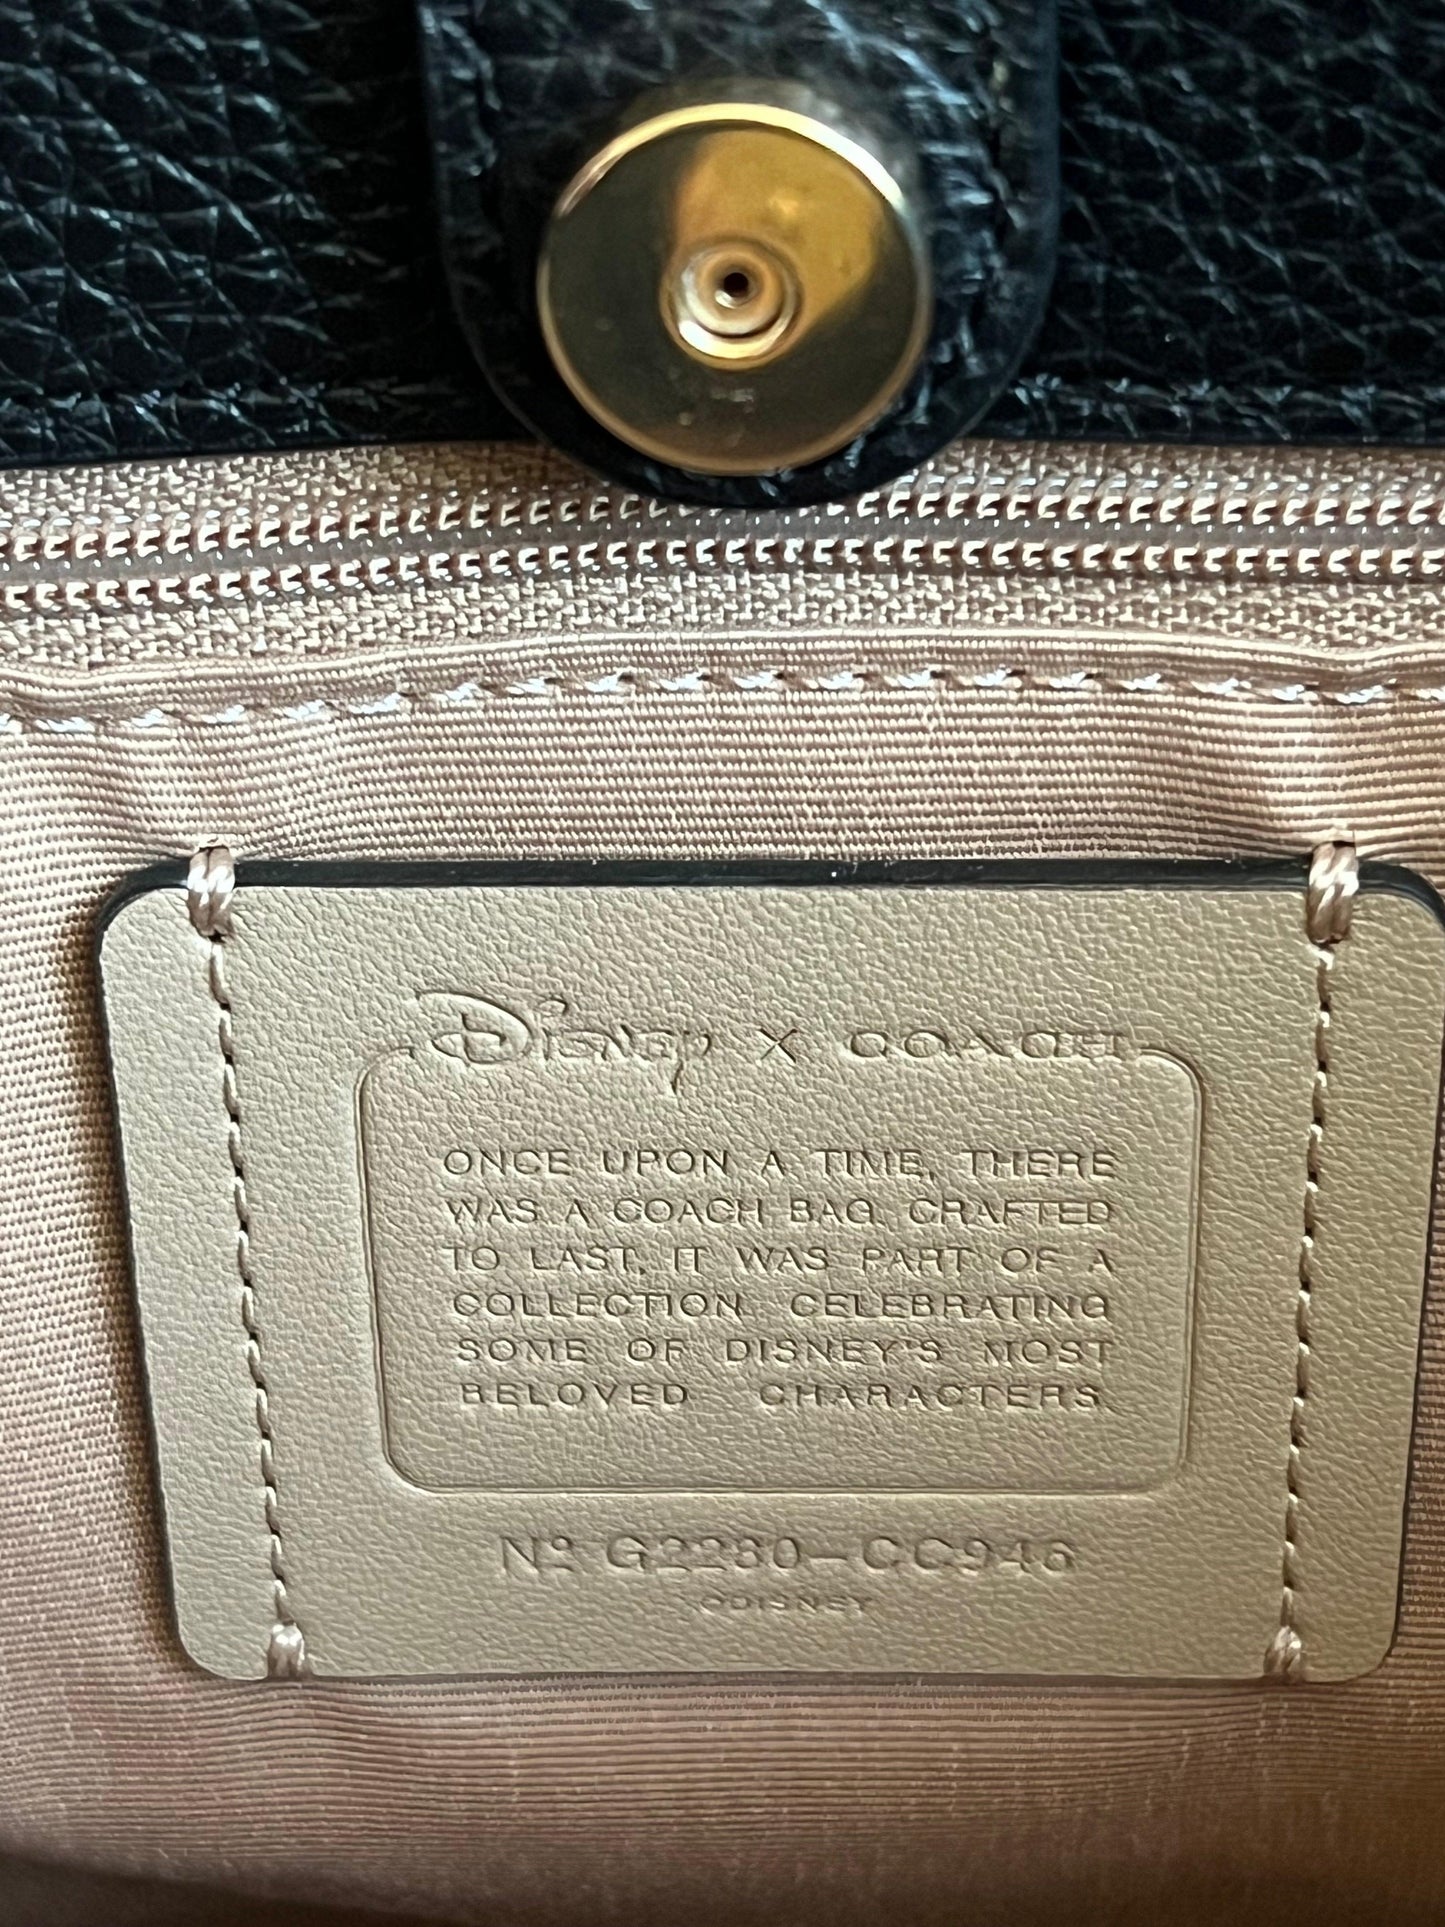 Disney X COACH
ONCE UPON A TIME, THERE
WAS A COACH BAG. CRAFTED
TO LAST, IT WAS PART OF A
COLLECTION CELEBRATING
SOME OF DISNEY'S MOST
BELOVED CHARACTERS.
Nº G2230-CC946
©DISNEY